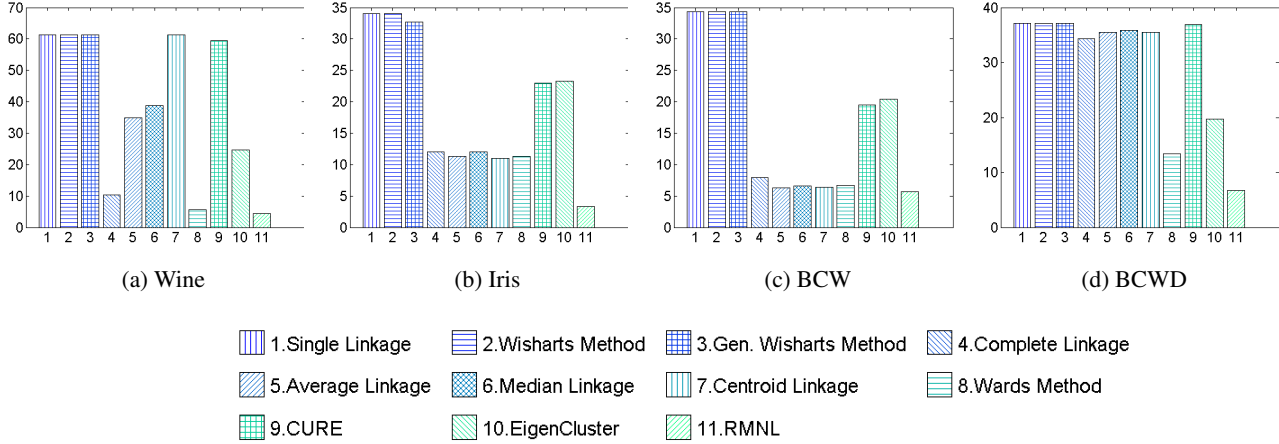 70
60
50
40
30
20
10
0
1 2 3 4 5 6 7 8 9 10 11
(a) Wine
35
30
25
20
15
10
5
0
1 2 3 4 5 6 7 8 9 10 11
(b) Iris
35
30
25
20
15
10
5
0
1 2 3 4 5 6 7 8 9 10 11
(c) BCW
40
30
20
10
0
1 2 3 4 5 6 7 8 9 10 11
(d) BCWD
1.Single Linkage 2.Wisharts Method 3.Gen. Wisharts Method 4.Complete Linkage
5.Average Linkage 6.Median Linkage 7.Centroid Linkage 8.Wards Method
9.CURE 10.EigenCluster 11.RMNL